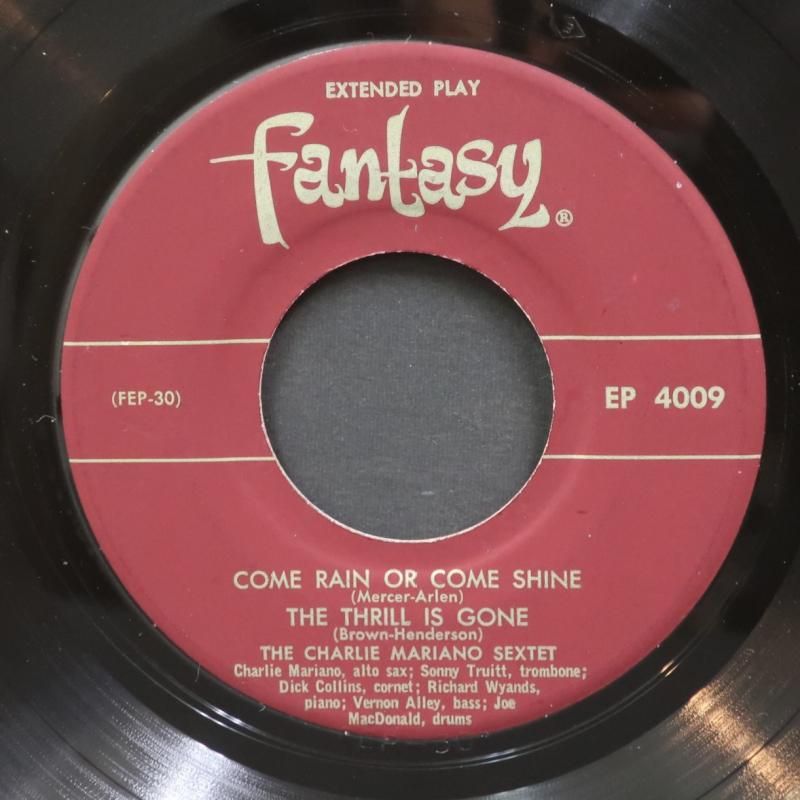 EXTENDED PLAY
Fantasy®
(FEP-30)
EP 4009
COME RAIN OR COME SHINE
(Mercer-Arlen)
THE THRILL IS GONE
(Brown-Henderson)
THE CHARLIE MARIANO SEXTET
Charlie Mariano, alto sax; Sonny Truitt, trombone;
Dick Collins, cornet; Richard Wyands,
piano; Vernon Alley, bass; Joe
MacDonald, drums